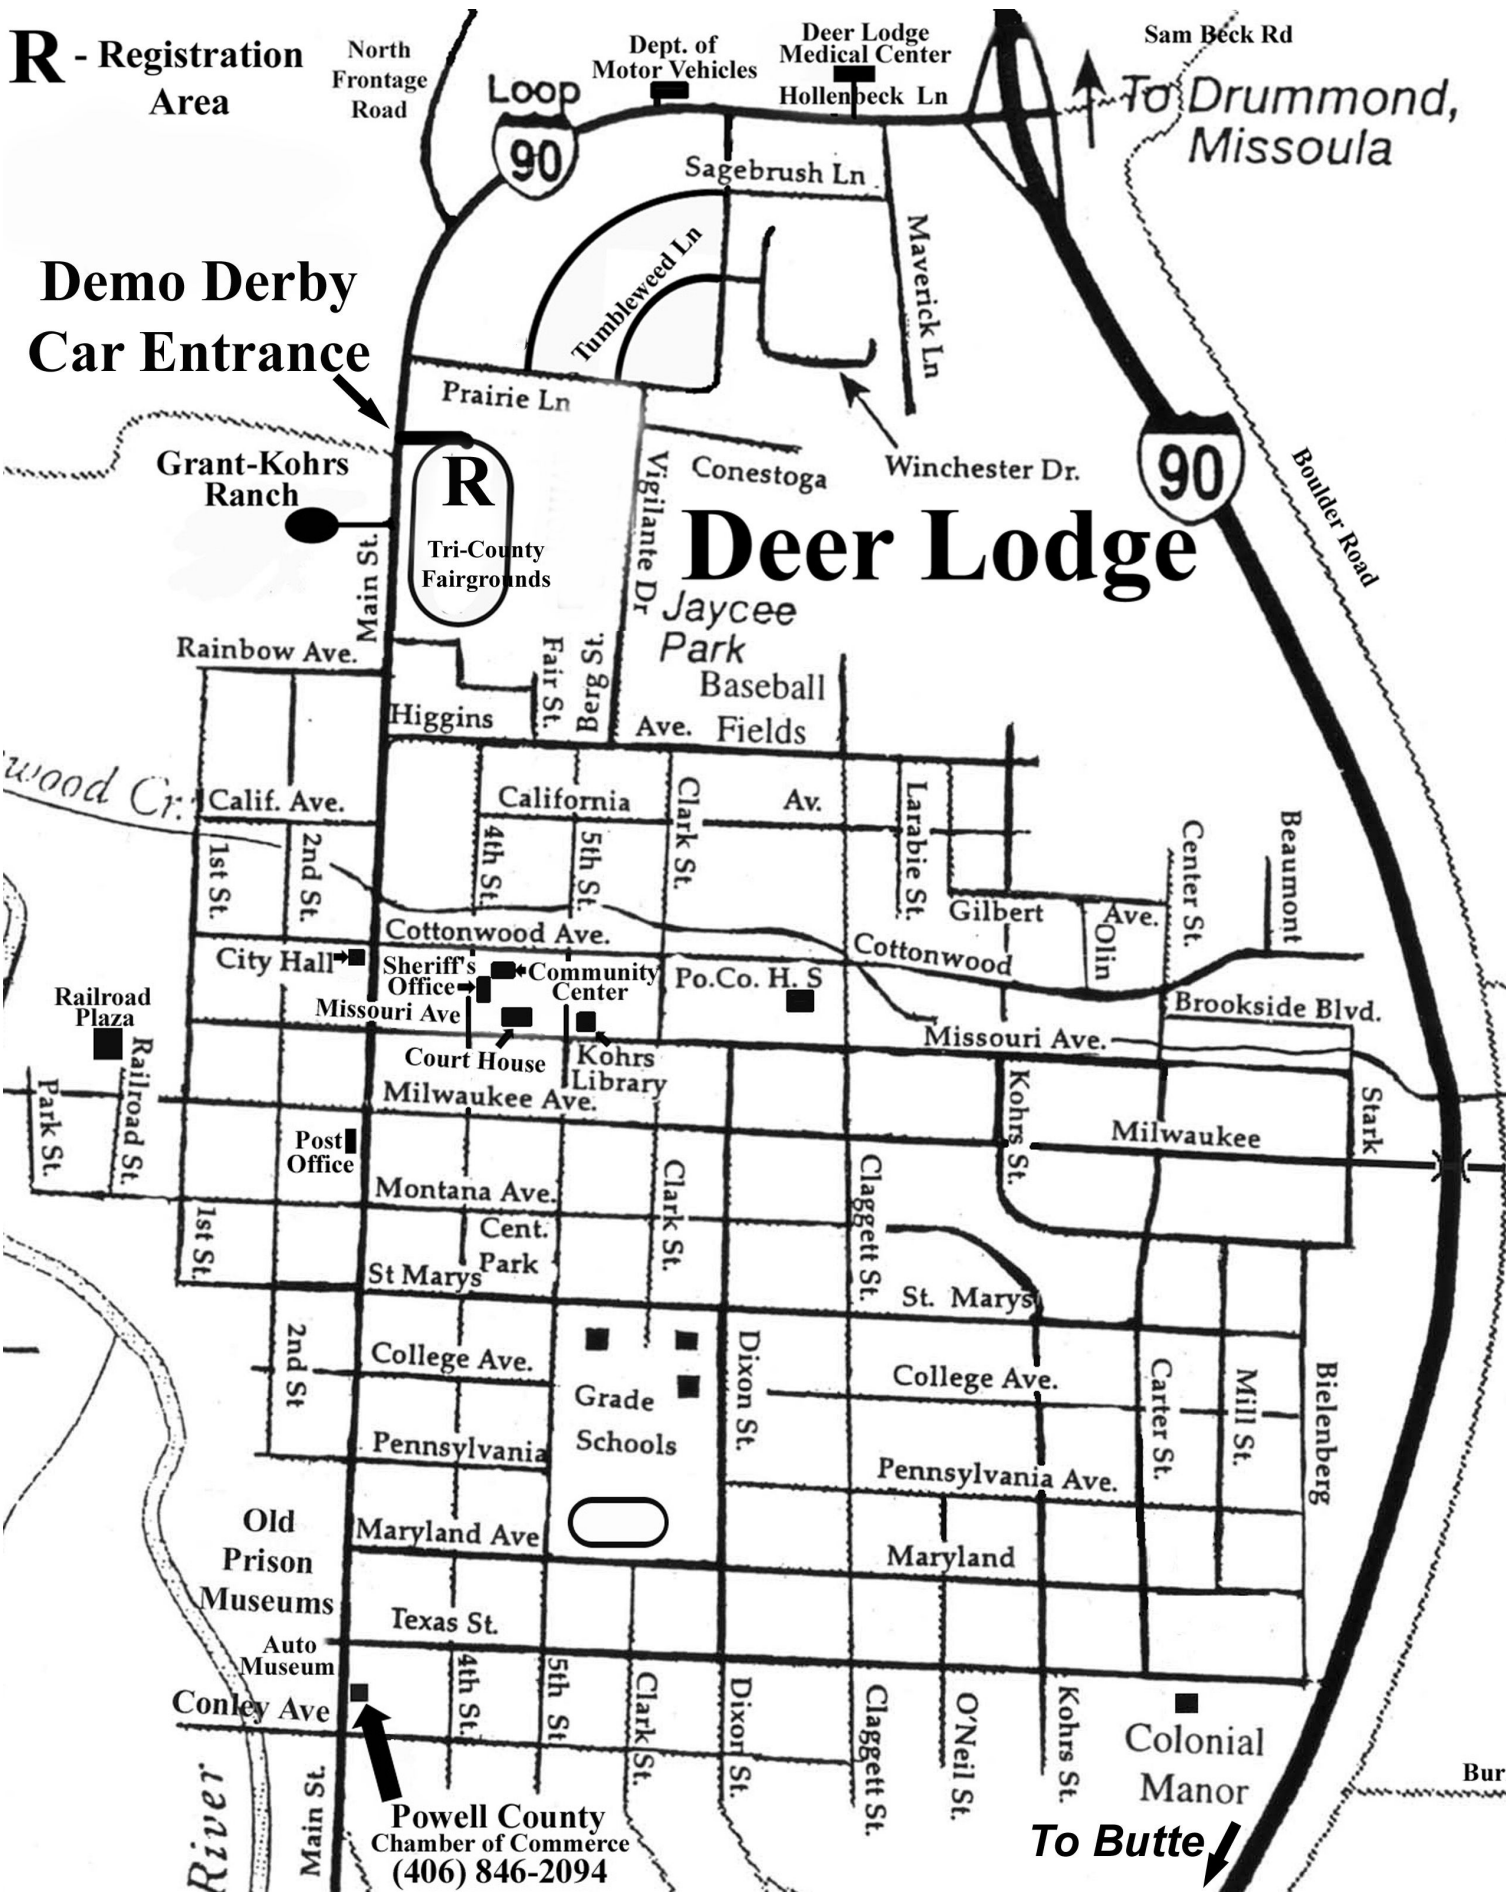 R - Registration
Area
North
Frontage
Road
Loop
90
Dept. of
Motor Vehicles
Deer Lodge
Medical Center
Hollenbeck Ln
Sam Beck Rd
To Drummond,
Missoula
Sagebrush Ln
Tumbleweed Ln
Maverick Ln
Demo Derby
Car Entrance
Prairie Ln
Grant-Kohrs
Ranch
R
Tri-County
Fairgrounds
Main St.
Vigilante Dr
Conestoga
Winchester Dr.
90
Boulder Road
Deer Lodge
Jaycee
Park
Baseball
Fields
Rainbow Ave.
Fair St.
Berg St.
Higgins
Ave.
wood Cr.
Calif. Ave.
California
Av.
Clark St.
Larabie St.
1st St.
2nd St.
4th St.
5th St.
Center St.
Beaumont
Gilbert
Ave.
Olin
Cottonwood Ave.
Cottonwood
City Hall
Sheriff's
Office
Community
Center
Po.Co. H. S
Brookside Blvd.
Railroad
Plaza
Missouri Ave
Missouri Ave.
Court House
Kohrs
Library
Park St.
Railroad St.
Milwaukee Ave.
Kohrs St.
Milwaukee
Stark
Post
Office
Montana Ave.
Clark St.
Claggett St.
1st St.
Cent.
Park
St Marys
St. Marys
2nd St
College Ave.
Dixon St.
College Ave.
Carter St.
Mill St.
Bielenberg
Grade
Schools
Pennsylvania
Pennsylvania Ave.
Old
Prison
Museums
Maryland Ave
Maryland
Texas St.
Auto
Museum
4th St.
5th St
Clark St.
Dixon St.
Claggett St.
O'Neil St.
Kohrs St.
Conley Ave
Colonial
Manor
River
Main St.
Bur
Powell County
Chamber of Commerce
(406) 846-2094
To Butte